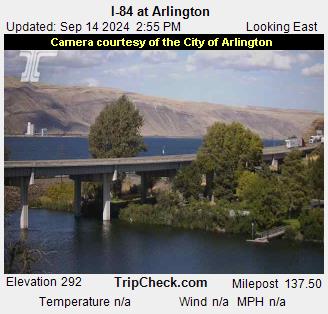 I-84 at Arlington
Updated: Sep 14 2024 2:55 PM Looking East
Camera courtesy of the City of Arlington
Elevation 292 TripCheck.com Milepost 137.50
Temperature n/a Wind n/a MPH n/a